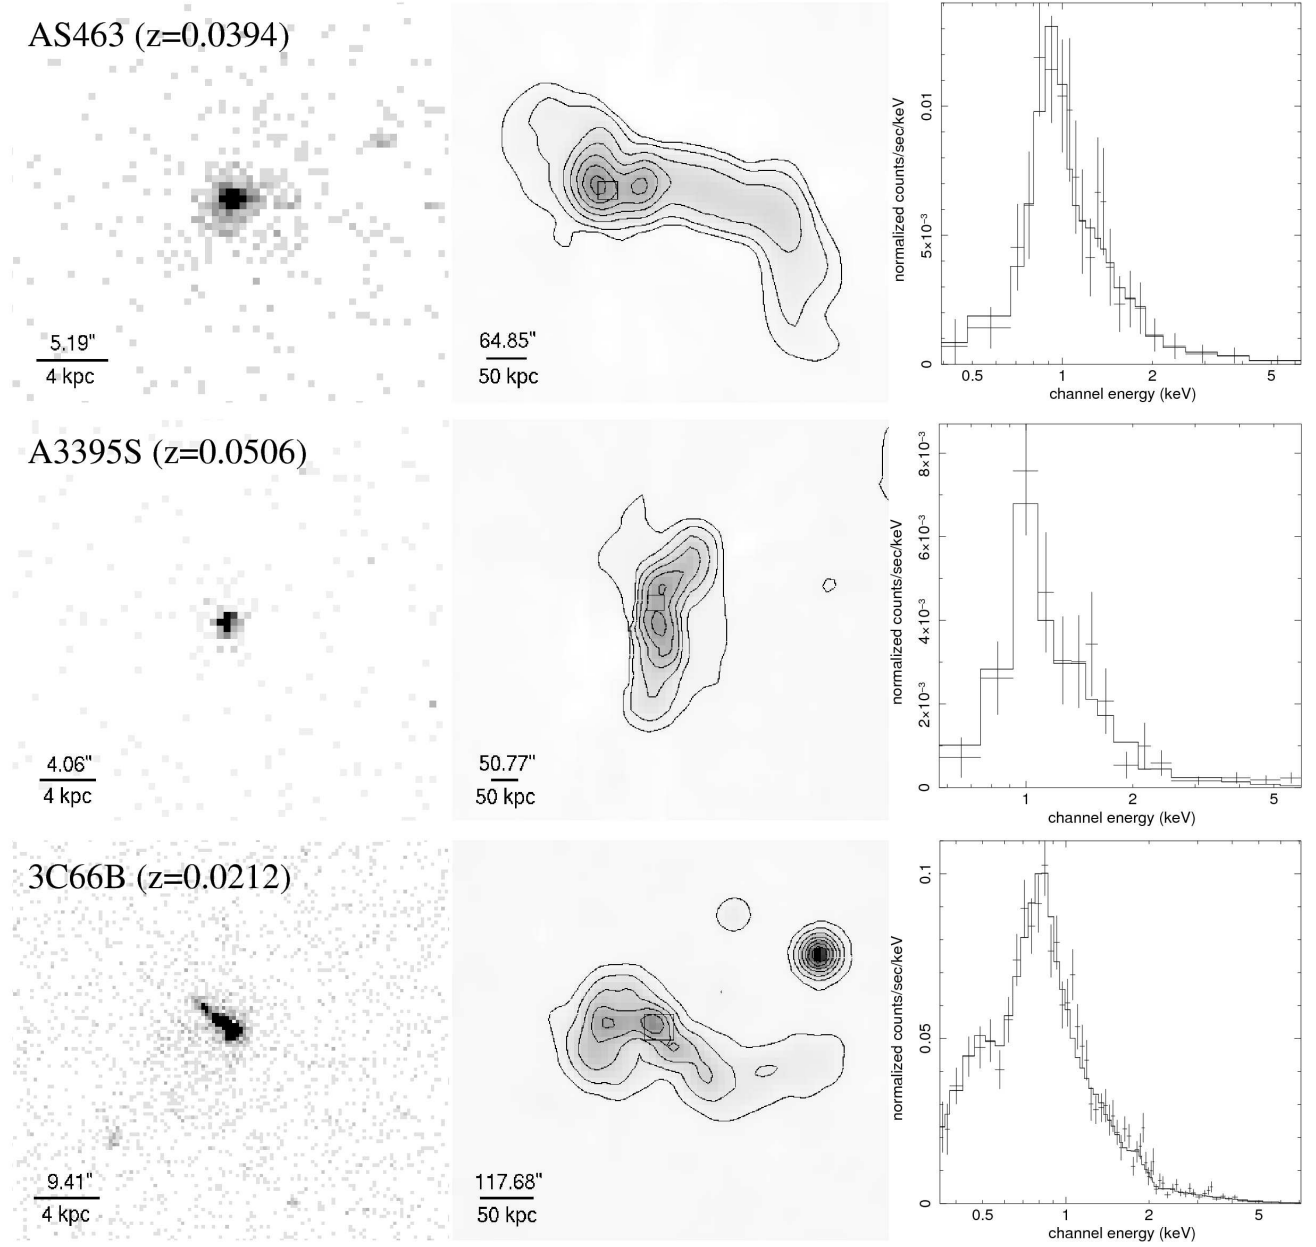 AS463 (z=0.0394)
5.19"
4 kpc
64.85"
50 kpc
normalized counts/sec/keV
0
5×10⁻³
0.01
0.5 1 2 5
channel energy (keV)
A3395S (z=0.0506)
4.06"
4 kpc
50.77"
50 kpc
normalized counts/sec/keV
0
2×10⁻³
4×10⁻³
6×10⁻³
8×10⁻³
1 2 5
channel energy (keV)
3C66B (z=0.0212)
9.41"
4 kpc
117.68"
50 kpc
normalized counts/sec/keV
0
0.05
0.1
0.5 1 2 5
channel energy (keV)